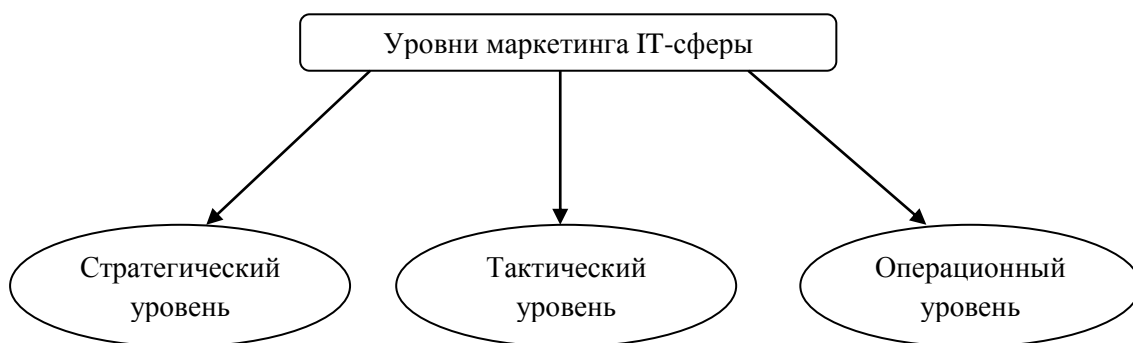 Уровни маркетинга IT-сферы
Стратегический
уровень
Тактический
уровень
Операционный
уровень